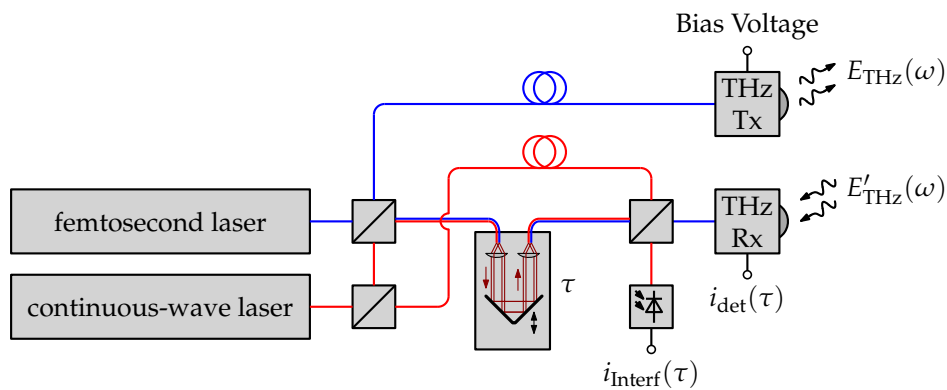 Bias Voltage
THz
Tx
E_THz(ω)
femtosecond laser
THz
Rx
E′_THz(ω)
continuous-wave laser
τ
i_det(τ)
i_Interf(τ)